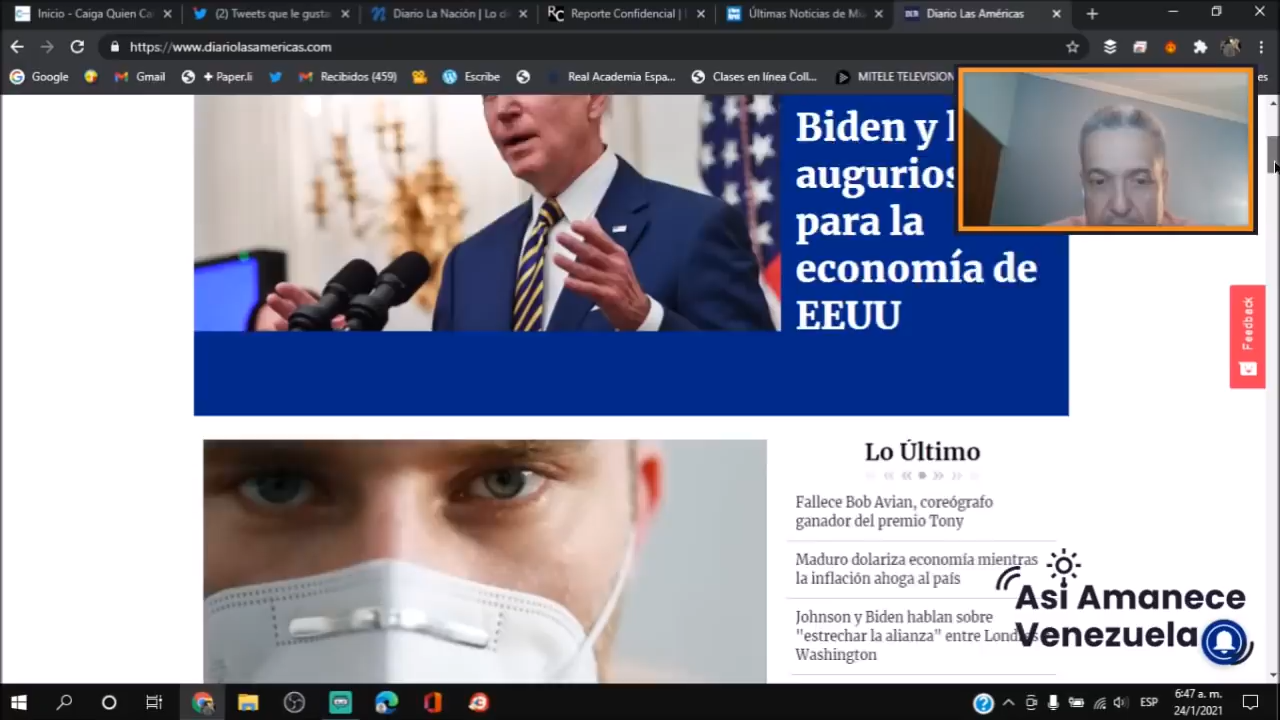 Inicio - Caiga Quien Ca
(2) Tweets que le gusta
Diario La Nación | Lo d
Reporte Confidencial |
Últimas Noticias de Mi
Diario Las Américas
https://www.diariolasamericas.com
Google
Gmail
+ Paper.li
Recibidos (459)
Escribe
Real Academia Espa...
Clases en línea Coll...
MITELE TELEVISION
Biden y
augurios
para la
economía de
EEUU
Feedback
Lo Último
Fallece Bob Avian, coreógrafo
ganador del premio Tony
Maduro dolariza economía mientras
la inflación ahoga al país
Johnson y Biden hablan sobre
"estrechar la alianza" entre Londres
Washington
Asi Amanece
Venezuela
ESP
6:47 a. m.
24/1/2021